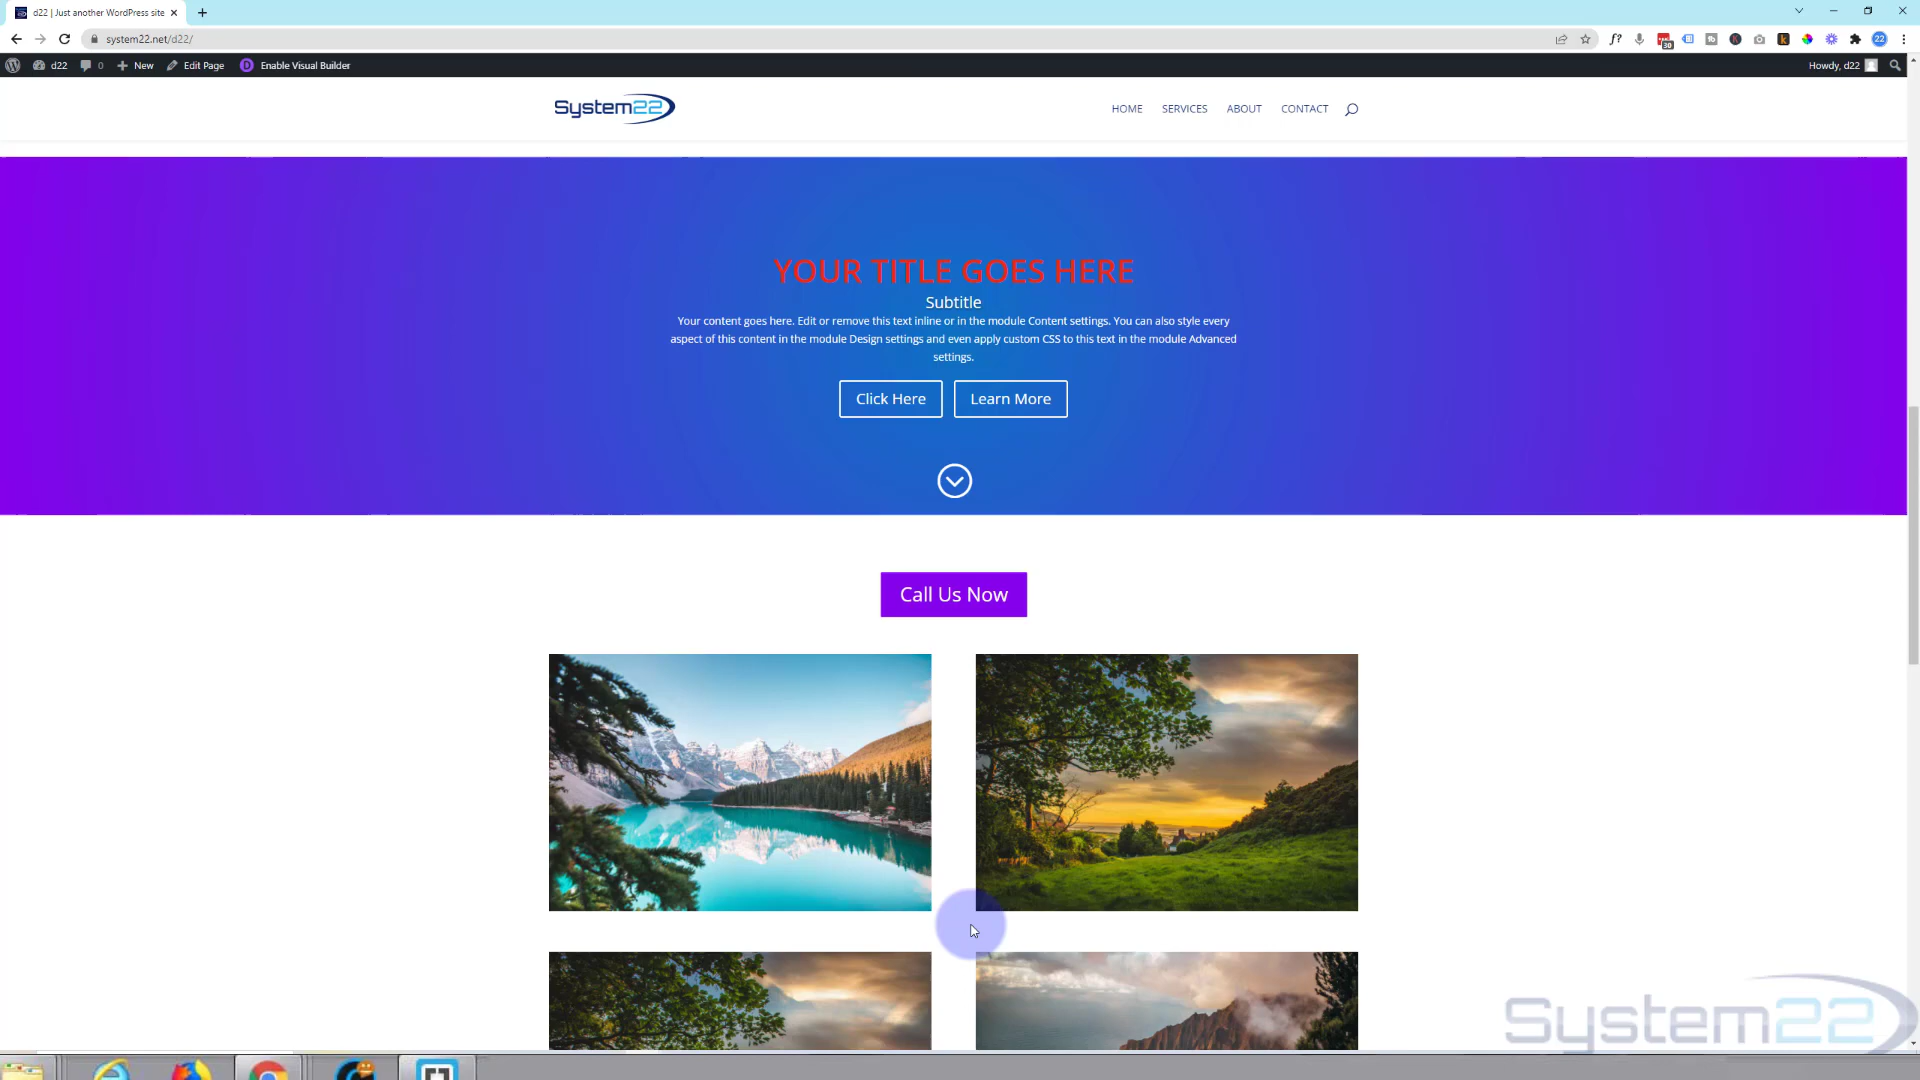 d22 | Just another WordPress site
system22.net/d22/
f?
30
22
d22
0
New
Edit Page
D
Enable Visual Builder
Howdy, d22
System22
HOME
SERVICES
ABOUT
CONTACT
YOUR TITLE GOES HERE
Subtitle
Your content goes here. Edit or remove this text inline or in the module Content settings. You can also style every
aspect of this content in the module Design settings and even apply custom CSS to this text in the module Advanced
settings.
Click Here
Learn More
Call Us Now
System22